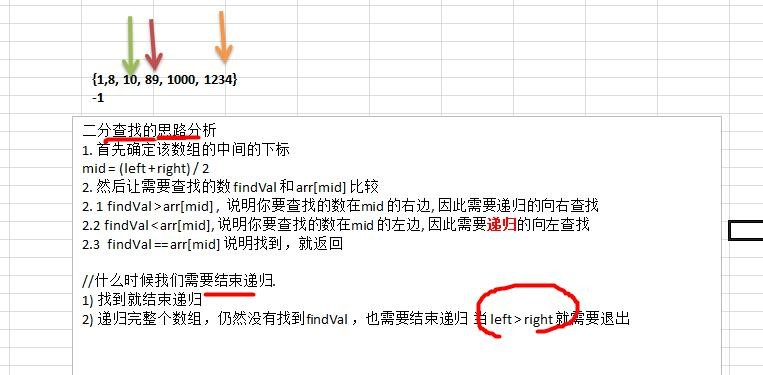 {1,8, 10, 89, 1000, 1234}
-1
二分查找的思路分析
1. 首先确定该数组的中间的下标
mid = (left + right) / 2
2. 然后让需要查找的数 findVal 和 arr[mid] 比较
2. 1 findVal > arr[mid] ,  说明你要查找的数在mid 的右边, 因此需要递归的向右查找
2.2 findVal < arr[mid], 说明你要查找的数在mid 的左边, 因此需要递归的向左查找
2.3  findVal == arr[mid] 说明找到，就返回
//什么时候我们需要结束递归.
1) 找到就结束递归
2) 递归完整个数组，仍然没有找到findVal ，也需要结束递归 当 left > right 就需要退出